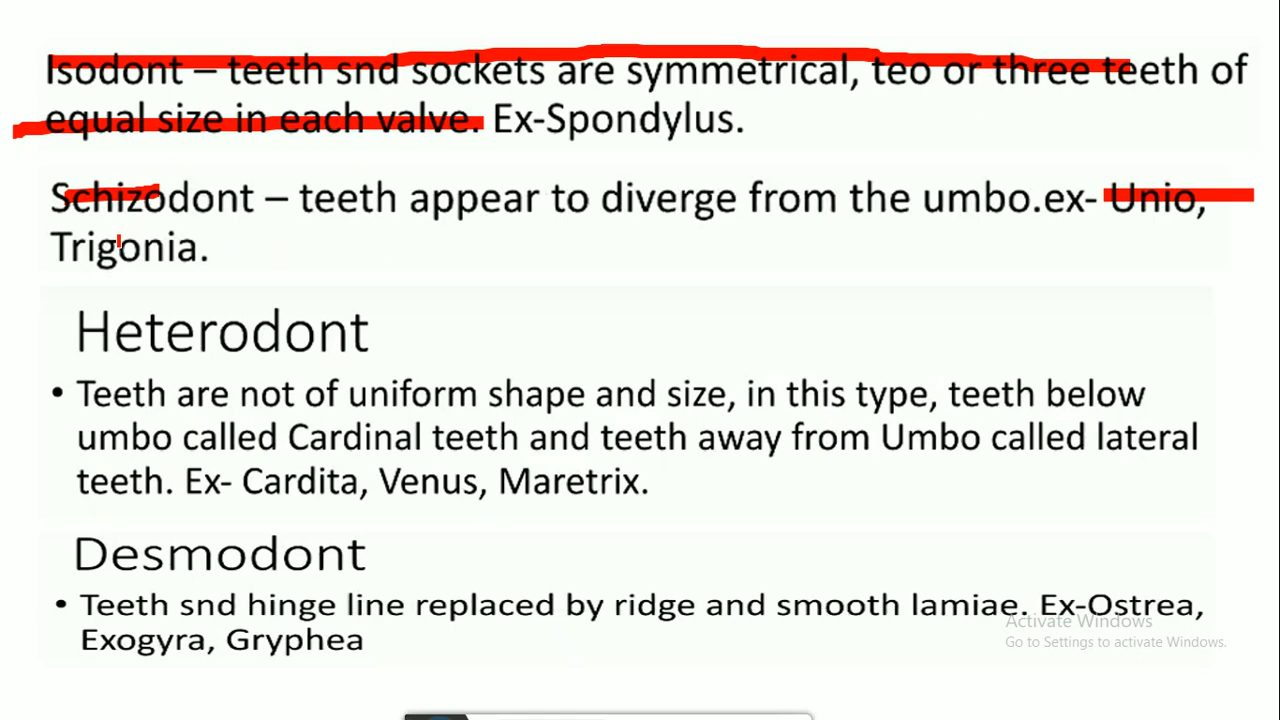 Isodont – teeth snd sockets are symmetrical, teo or three teeth of
equal size in each valve. Ex-Spondylus.
Schizodont – teeth appear to diverge from the umbo.ex- Unio,
Trigonia.
Heterodont
• Teeth are not of uniform shape and size, in this type, teeth below
umbo called Cardinal teeth and teeth away from Umbo called lateral
teeth. Ex- Cardita, Venus, Maretrix.
Desmodont
• Teeth snd hinge line replaced by ridge and smooth lamiae. Ex-Ostrea,
Exogyra, Gryphea
Activate Windows
Go to Settings to activate Windows.